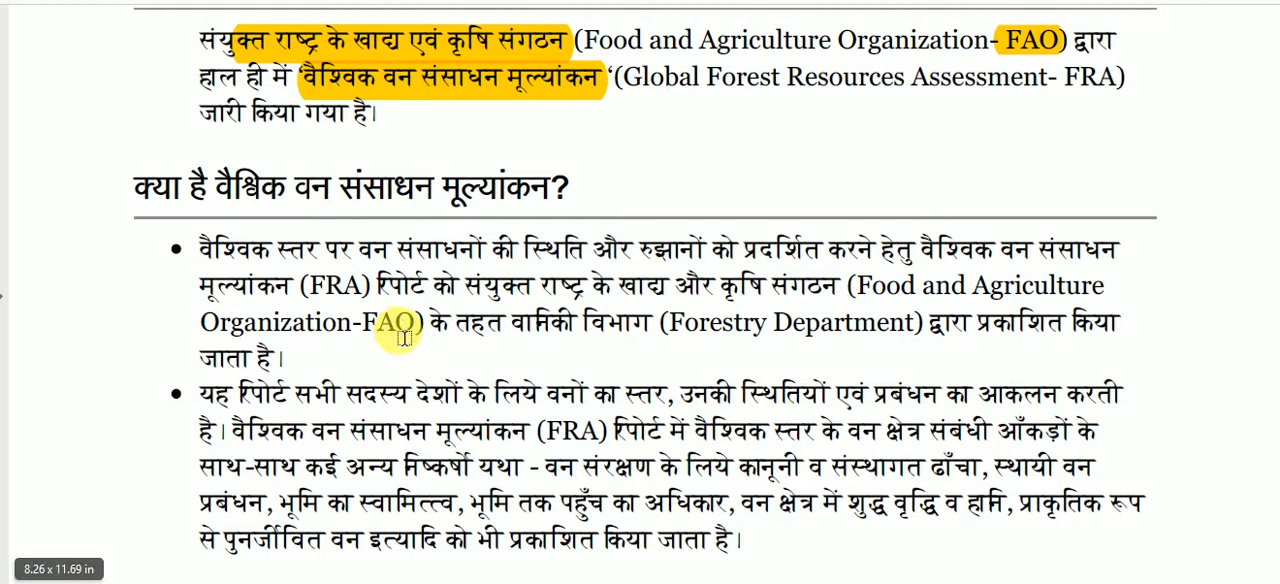 संयुक्त राष्ट्र के खाद्य एवं कृषि संगठन (Food and Agriculture Organization- FAO) द्वारा
हाल ही में 'वैश्विक वन संसाधन मूल्यांकन '(Global Forest Resources Assessment- FRA)
जारी किया गया है।
क्या है वैश्विक वन संसाधन मूल्यांकन?
• वैश्विक स्तर पर वन संसाधनों की स्थिति और रुझानों को प्रदर्शित करने हेतु वैश्विक वन संसाधन
मूल्यांकन (FRA) रिपोर्ट को संयुक्त राष्ट्र के खाद्य और कृषि संगठन (Food and Agriculture
Organization-FAO) के तहत वानिकी विभाग (Forestry Department) द्वारा प्रकाशित किया
जाता है।
• यह रिपोर्ट सभी सदस्य देशों के लिये वनों का स्तर, उनकी स्थितियों एवं प्रबंधन का आकलन करती
है। वैश्विक वन संसाधन मूल्यांकन (FRA) रिपोर्ट में वैश्विक स्तर के वन क्षेत्र संबंधी आँकड़ों के
साथ-साथ कई अन्य निष्कर्षो यथा - वन संरक्षण के लिये कानूनी व संस्थागत ढाँचा, स्थायी वन
प्रबंधन, भूमि का स्वामित्त्व, भूमि तक पहुँच का अधिकार, वन क्षेत्र में शुद्ध वृद्धि व हानि, प्राकृतिक रूप
से पुनर्जीवित वन इत्यादि को भी प्रकाशित किया जाता है।
8.26 x 11.69 in